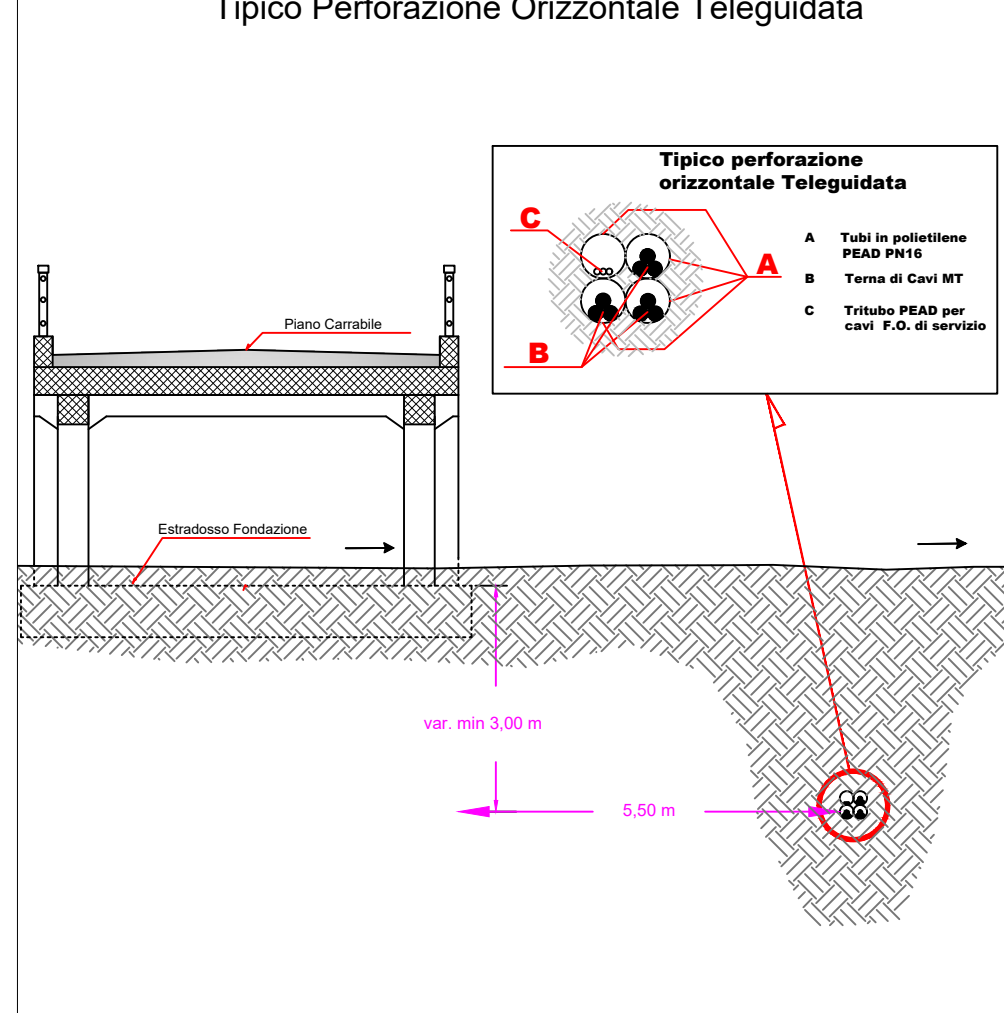 Tipico Perforazione Orizzontale Teleguidata
Tipico perforazione
orizzontale Teleguidata
C
A
B
A Tubi in polietilene
PEAD PN16
B Terna di Cavi MT
C Tritubo PEAD per
cavi F.O. di servizio
Piano Carrabile
Estradosso Fondazione
var. min 3,00 m
5,50 m